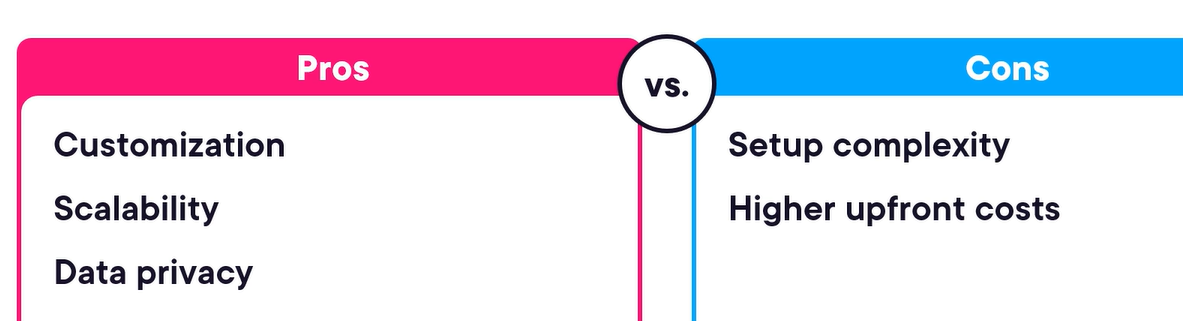 Pros
vs.
Cons
Customization
Scalability
Data privacy
Setup complexity
Higher upfront costs